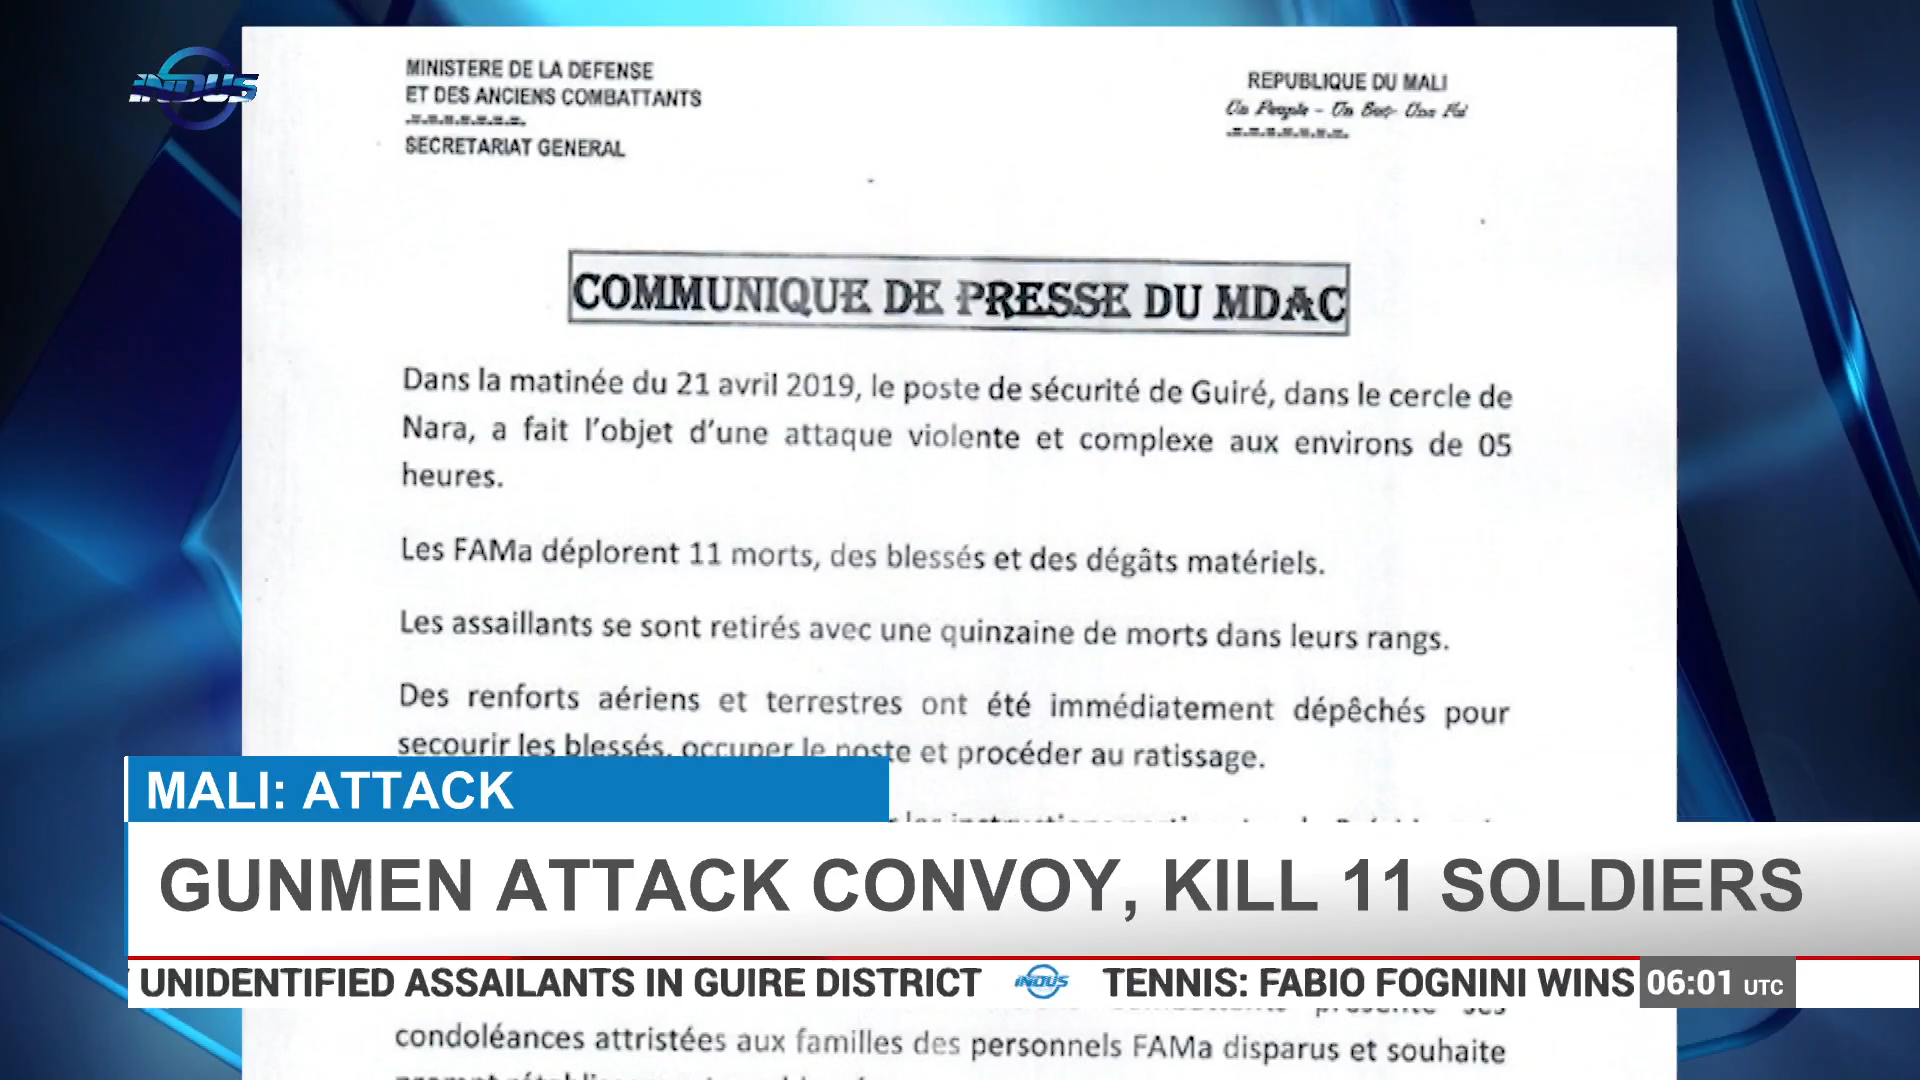 INDUS
MINISTERE DE LA DEFENSE
ET DES ANCIENS COMBATTANTS
SECRETARIAT GENERAL
REPUBLIQUE DU MALI
Un Peuple - Un But - Une Foi
COMMUNIQUE DE PRESSE DU MDAC
Dans la matinée du 21 avril 2019, le poste de sécurité de Guiré, dans le cercle de
Nara, a fait l'objet d'une attaque violente et complexe aux environs de 05
heures.
Les FAMa déplorent 11 morts, des blessés et des dégâts matériels.
Les assaillants se sont retirés avec une quinzaine de morts dans leurs rangs.
Des renforts aériens et terrestres ont été immédiatement dépêchés pour
secourir les blessés, occuper le poste et procéder au ratissage.
MALI: ATTACK
GUNMEN ATTACK CONVOY, KILL 11 SOLDIERS
UNIDENTIFIED ASSAILANTS IN GUIRE DISTRICT INDUS TENNIS: FABIO FOGNINI WINS
06:01 UTC
condoléances attristées aux familles des personnels FAMa disparus et souhaite